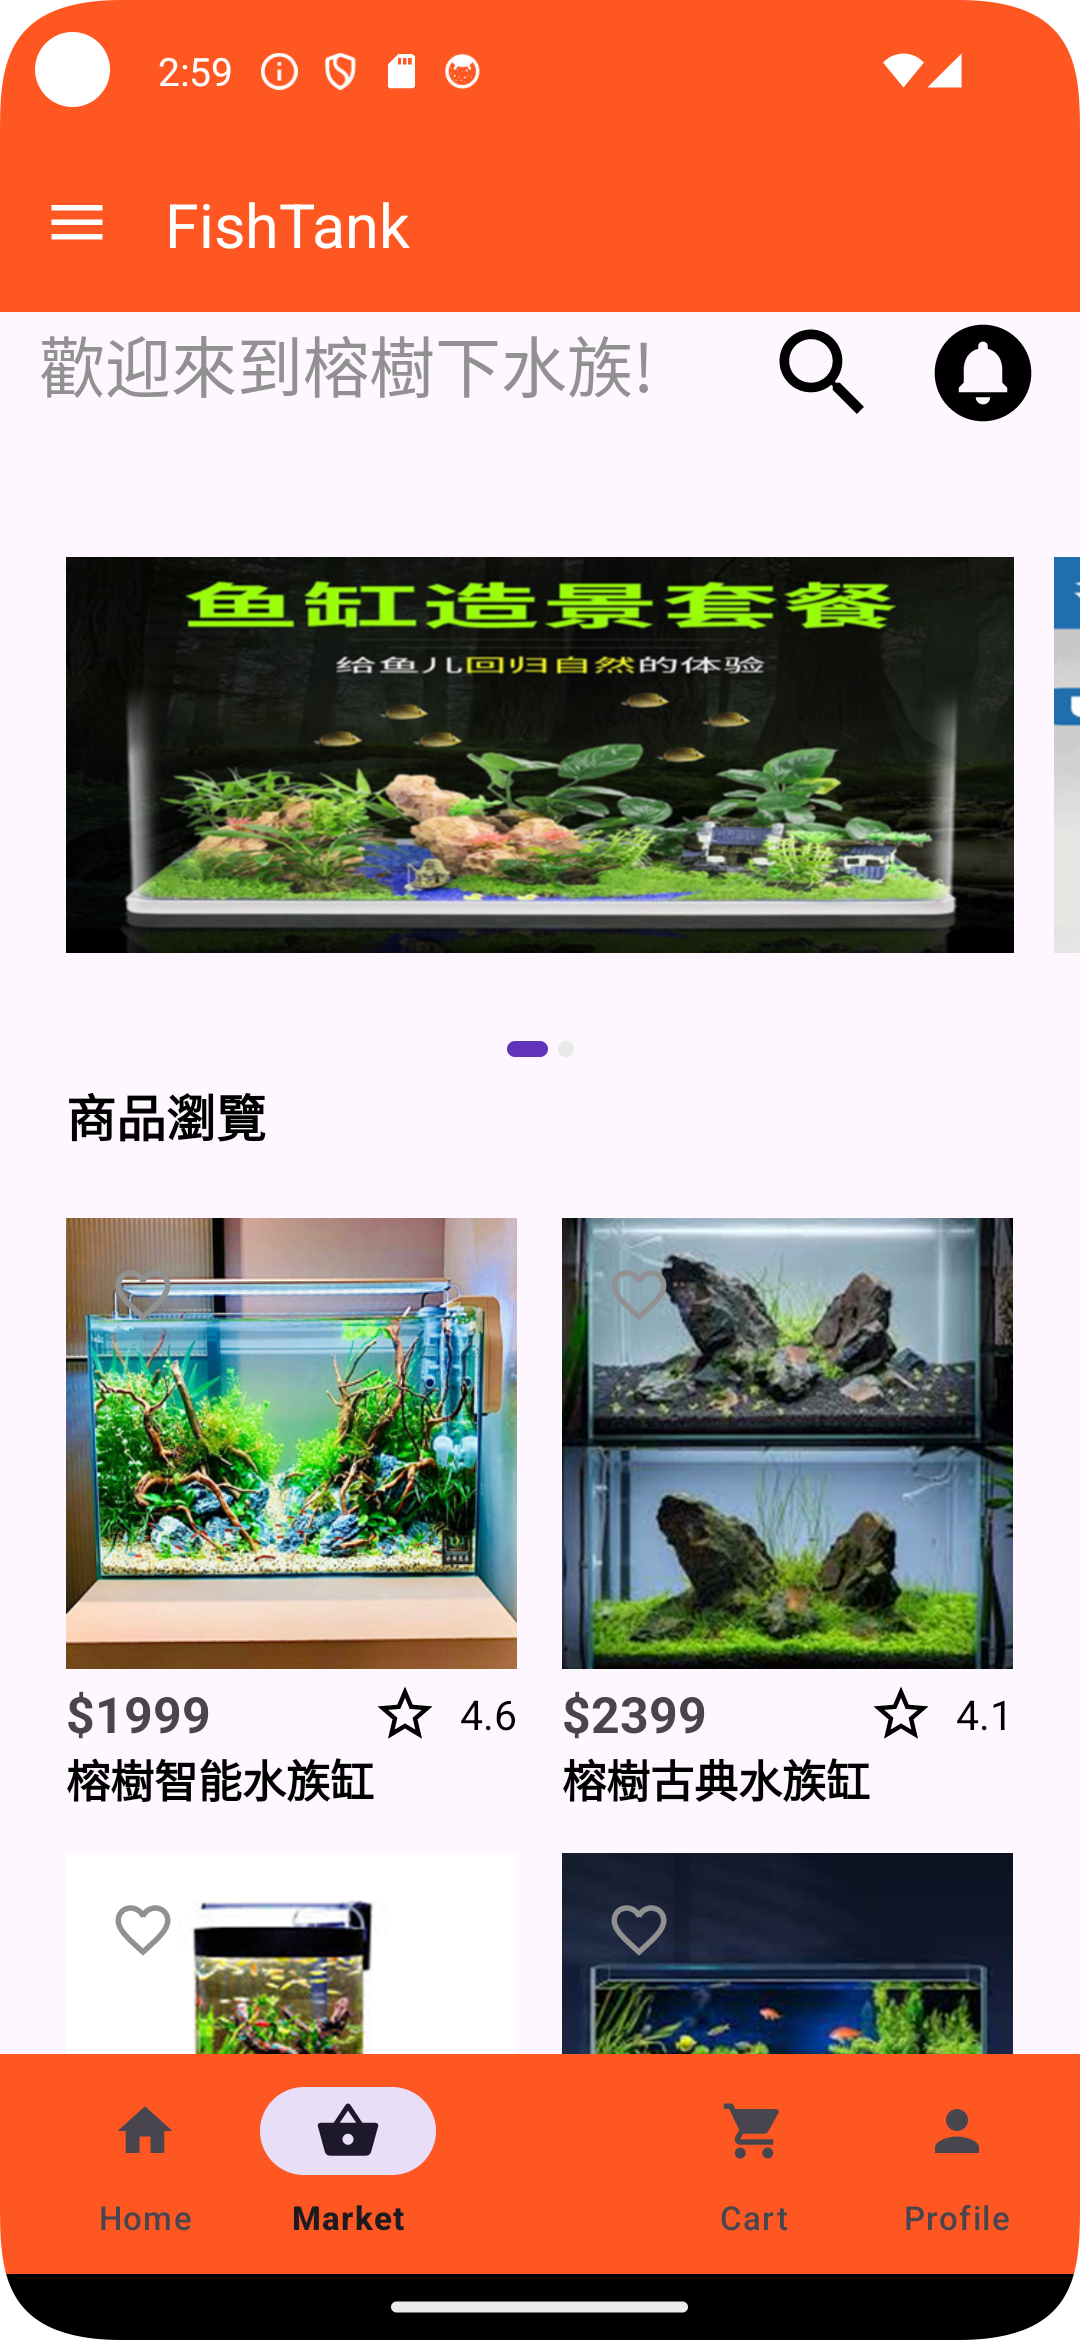 2:59
FishTank
歡迎來到榕樹下水族!
鱼缸造景套餐
给鱼儿回归自然的体验
商品瀏覽
$1999
4.6
$2399
4.1
榕樹智能水族缸
榕樹古典水族缸
Home
Market
Cart
Profile